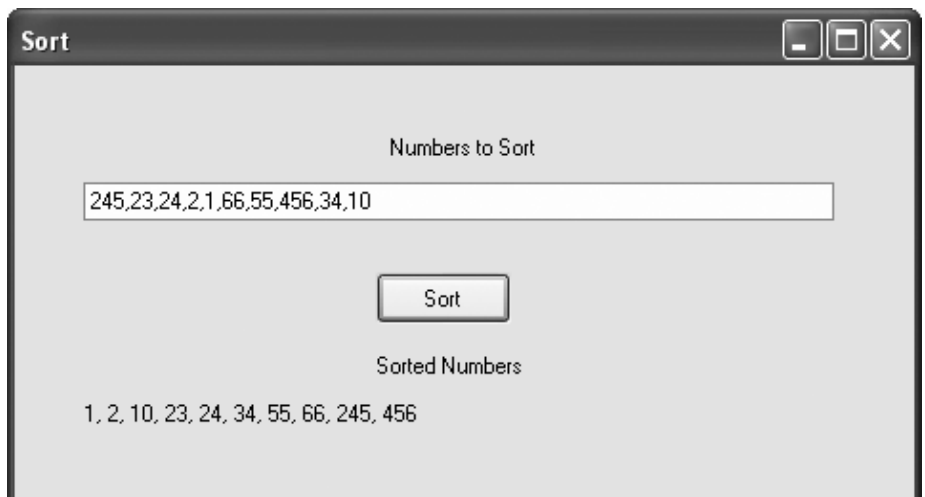 Sort
Numbers to Sort
245,23,24,2,1,66,55,456,34,10
Sort
Sorted Numbers
1, 2, 10, 23, 24, 34, 55, 66, 245, 456